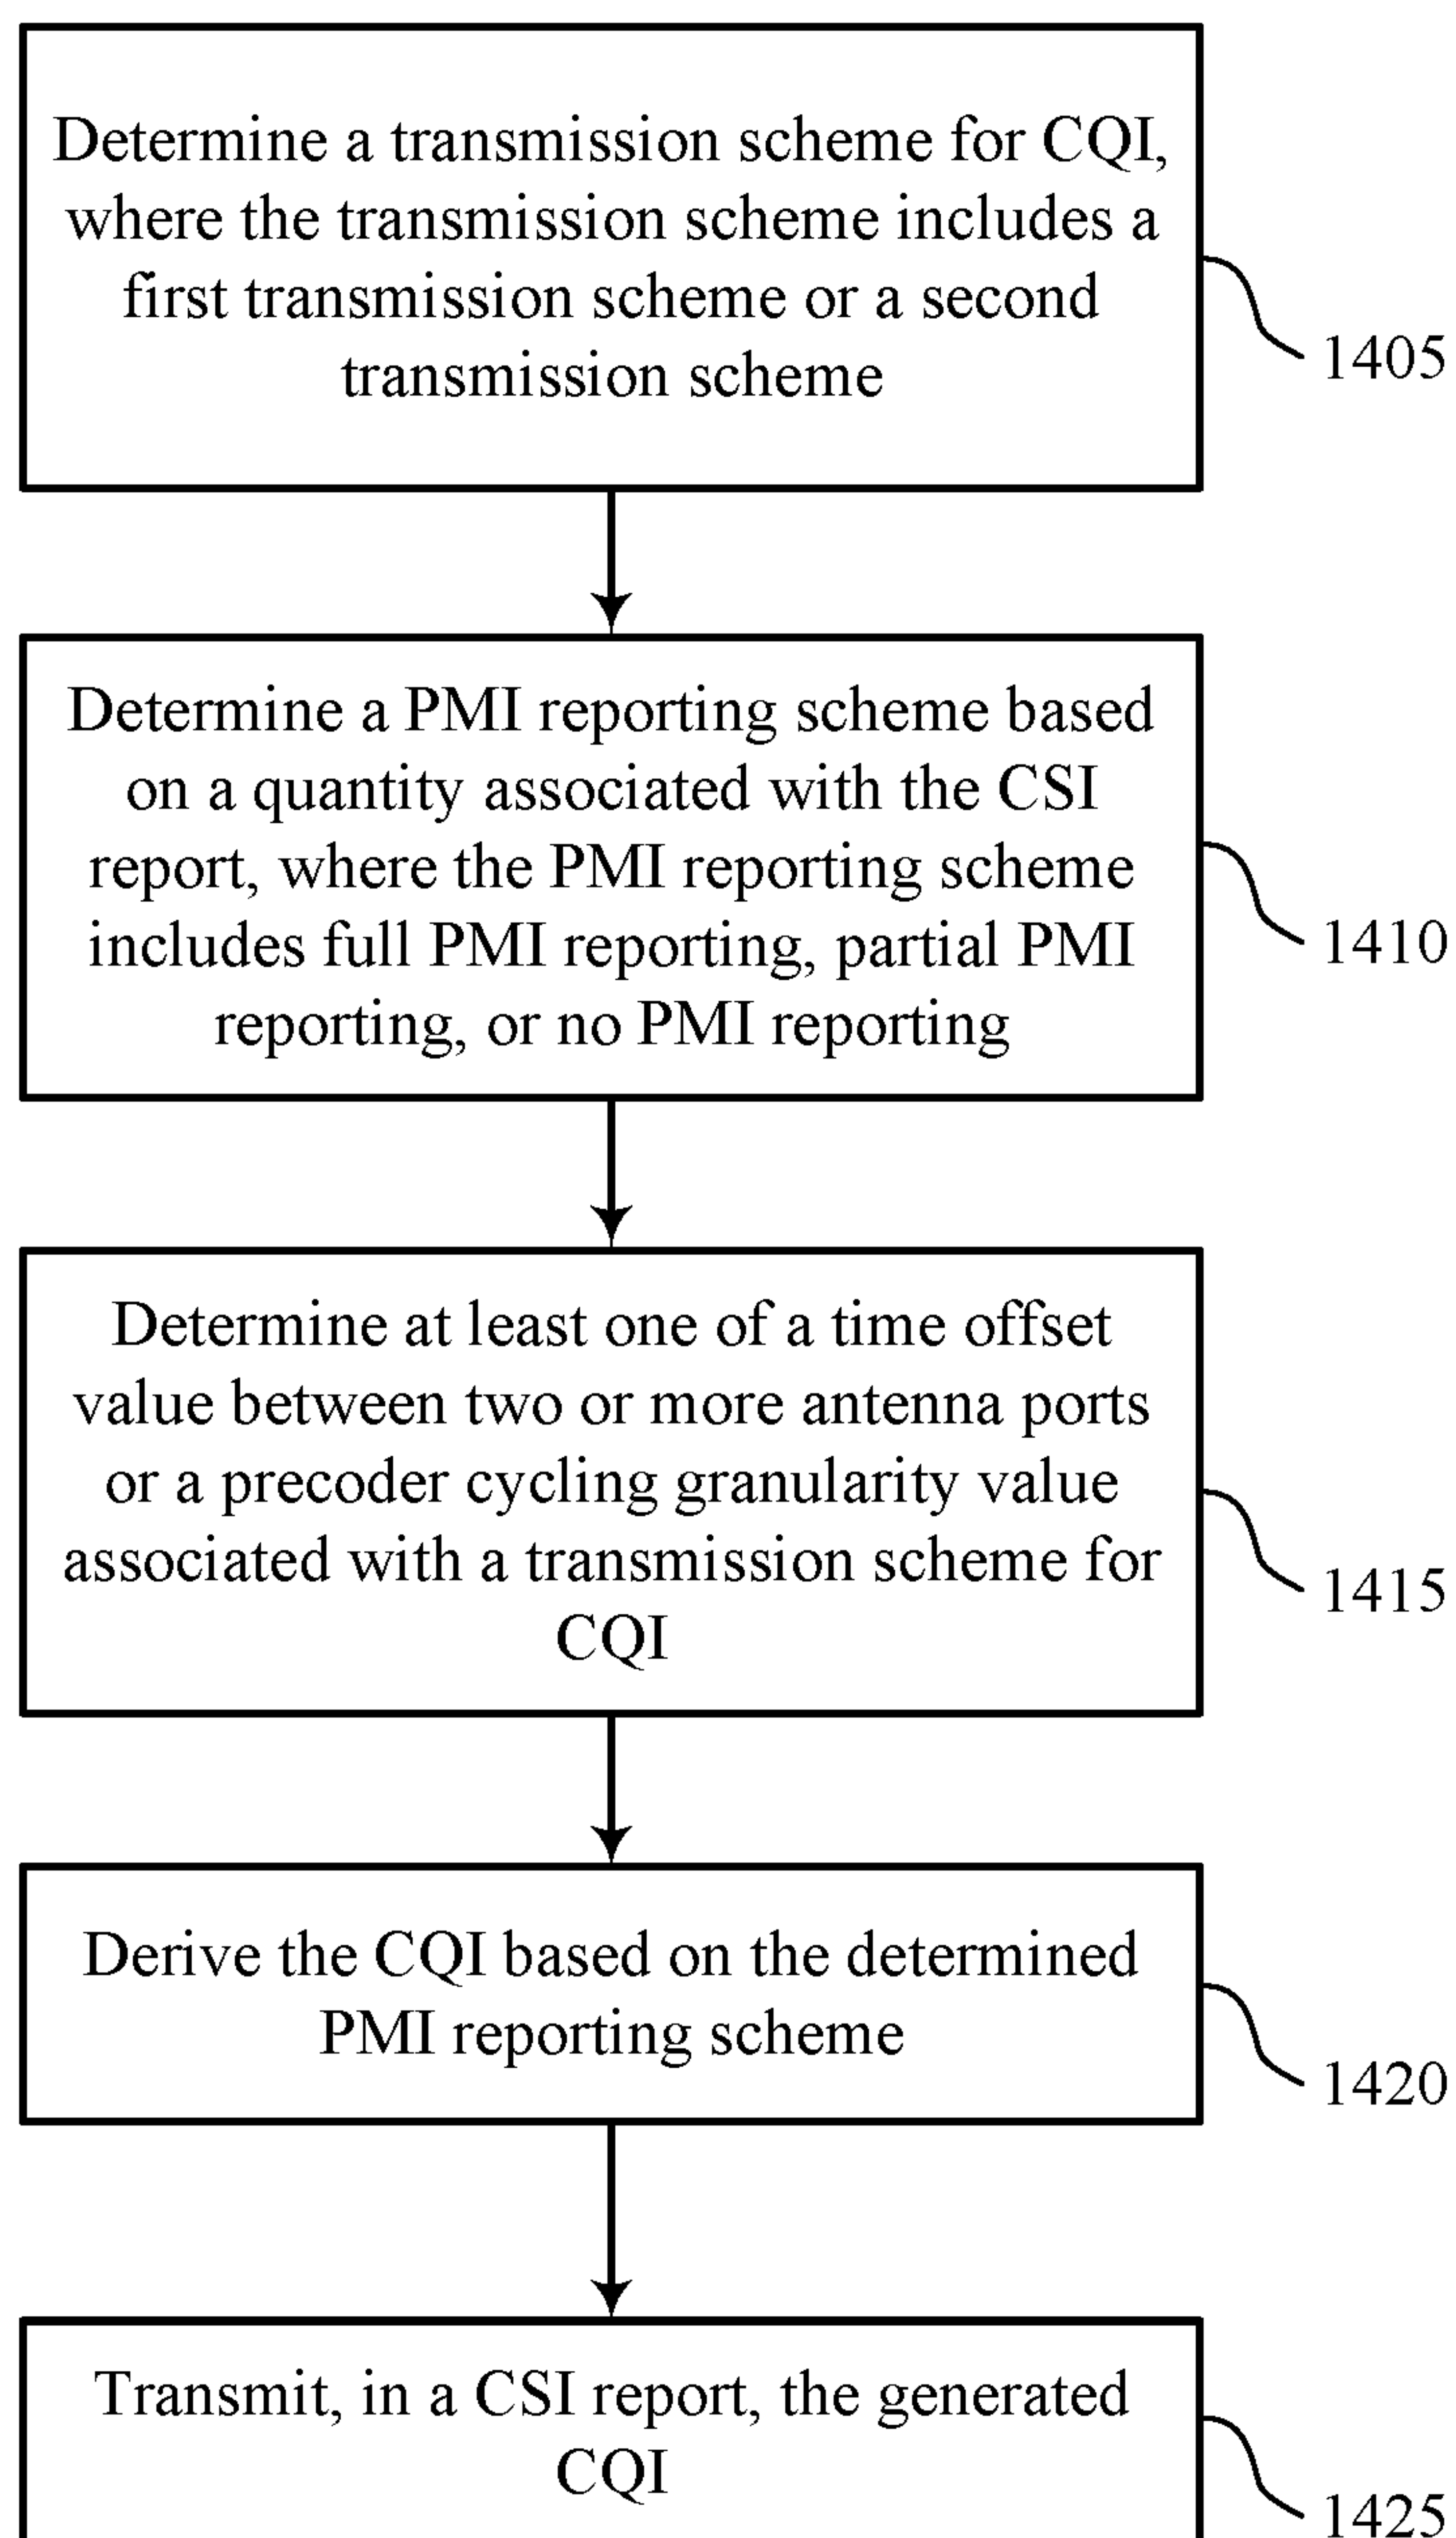 Determine a transmission scheme for CQI,
where the transmission scheme includes a
first transmission scheme or a second
transmission scheme
1405
Determine a PMI reporting scheme based
on a quantity associated with the CSI
report, where the PMI reporting scheme
includes full PMI reporting, partial PMI
reporting, or no PMI reporting
1410
Determine at least one of a time offset
value between two or more antenna ports
or a precoder cycling granularity value
associated with a transmission scheme for
CQI
1415
Derive the CQI based on the determined
PMI reporting scheme
1420
Transmit, in a CSI report, the generated
CQI
1425